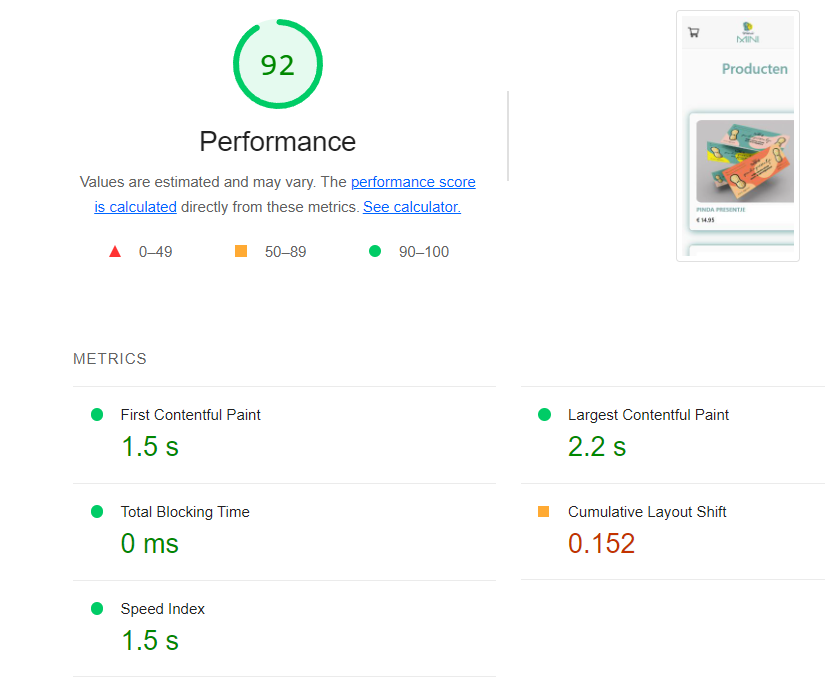 92
Performance
Values are estimated and may vary. The performance score
is calculated directly from these metrics. See calculator.
0–49
50–89
90–100
MINI
Producten
PINDA PRESENTJE
€ 14,95
METRICS
First Contentful Paint
1.5 s
Largest Contentful Paint
2.2 s
Total Blocking Time
0 ms
Cumulative Layout Shift
0.152
Speed Index
1.5 s